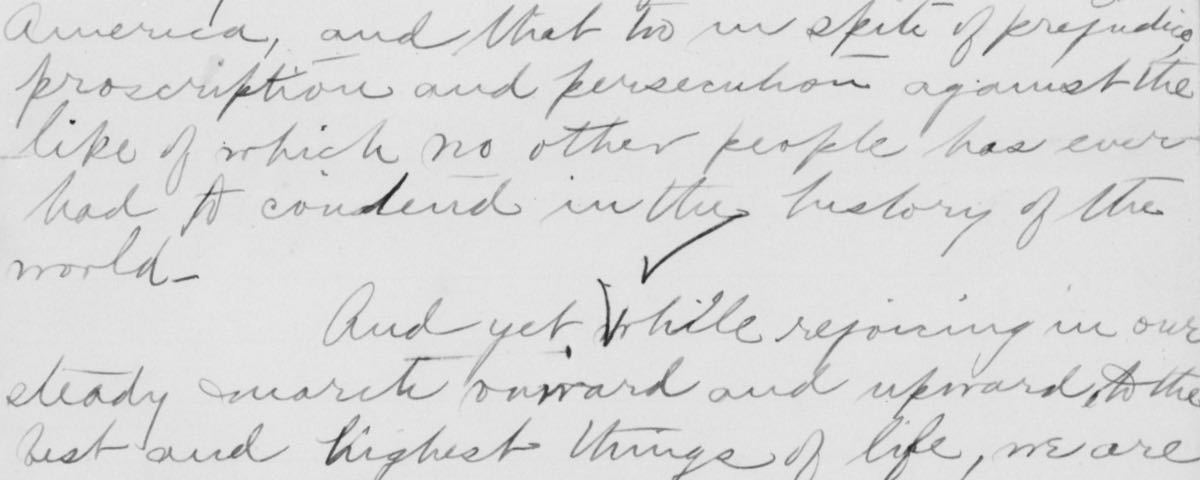 America, and that too in spite of prejudice,
proscription and persecution against the
like of which no other people has ever
had to condend in the history of the
world-
And yet, while rejoicing in our
steady march onward and upward, to the
best and highest things of life, we are